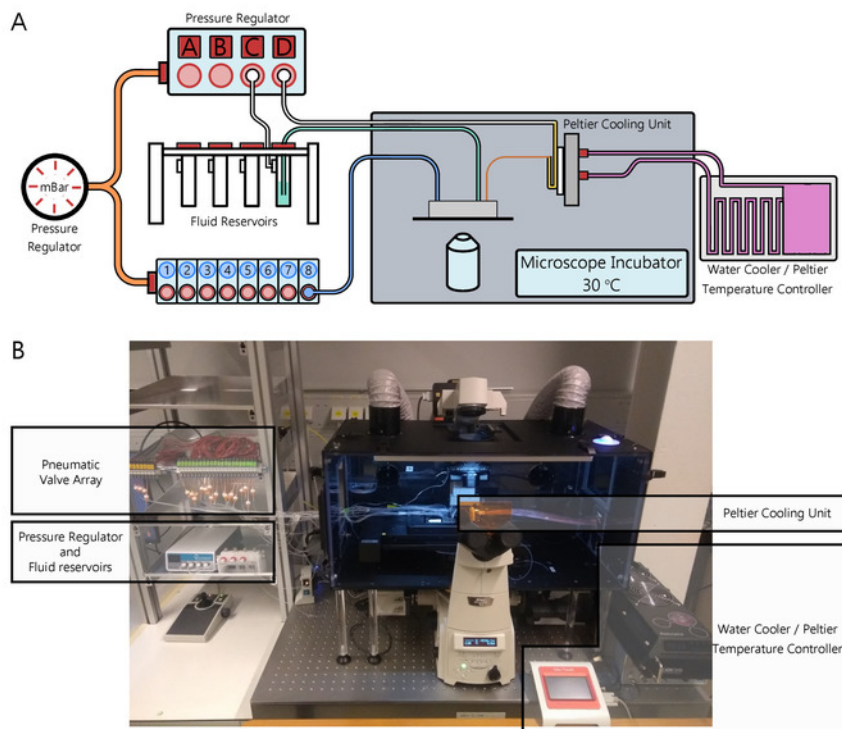 A
Pressure Regulator
A B C D
Peltier Cooling Unit
mBar
Pressure
Regulator
Fluid Reservoirs
1 2 3 4 5 6 7 8
Microscope Incubator
30 °C
Water Cooler / Peltier
Temperature Controller
B
Pneumatic
Valve Array
Pressure Regulator
and
Fluid reservoirs
Peltier Cooling Unit
Water Cooler / Peltier
Temperature Controller